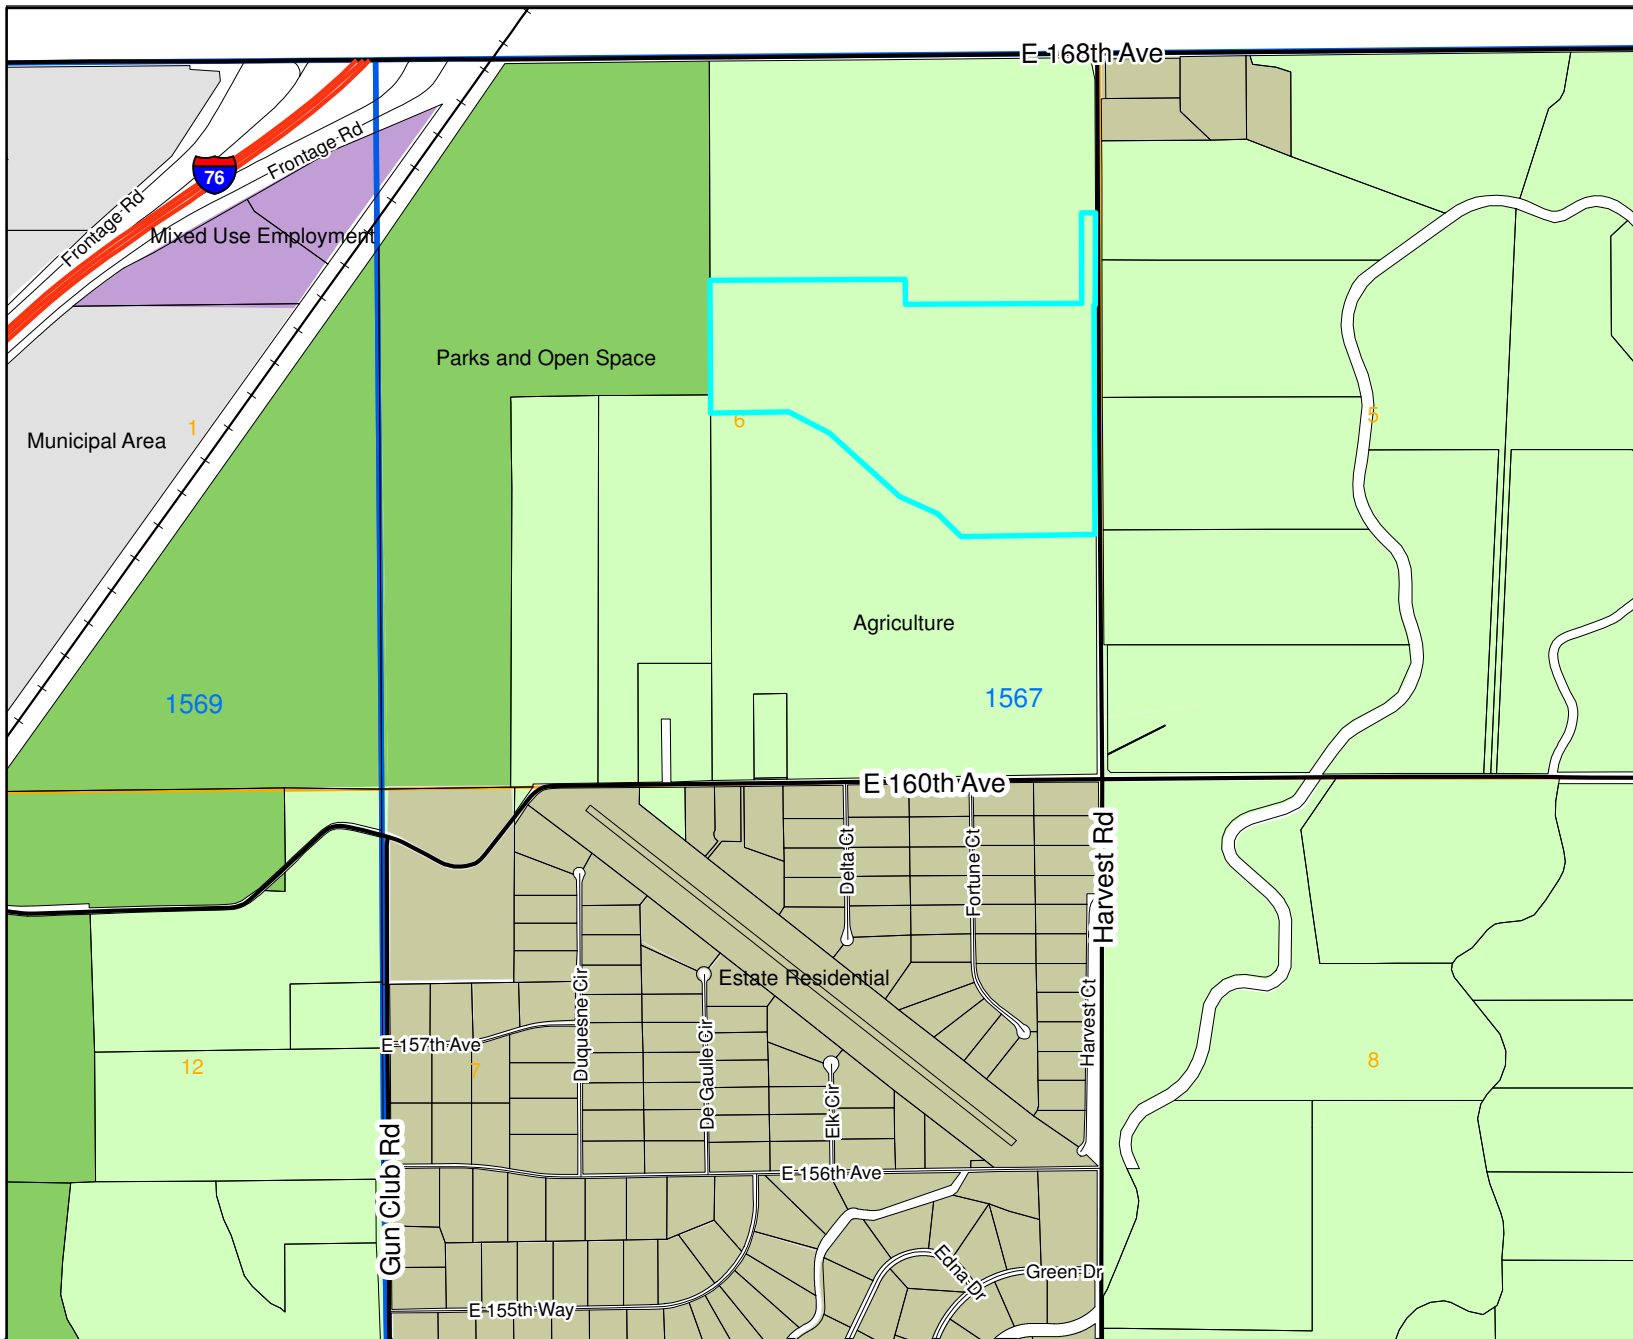 E 168th Ave
Frontage Rd
76
Frontage Rd
Mixed Use Employment
Parks and Open Space
Municipal Area
1
6
5
Agriculture
1569
1567
E 160th Ave
Delta Ct
Fortune Ct
Harvest Rd
Estate Residential
Duquesne Cir
De Gaulle Cir
Harvest Ct
E 157th Ave
12
7
8
Elk Cir
Gun Club Rd
E 156th Ave
Edna Dr
Green Dr
E 155th Way